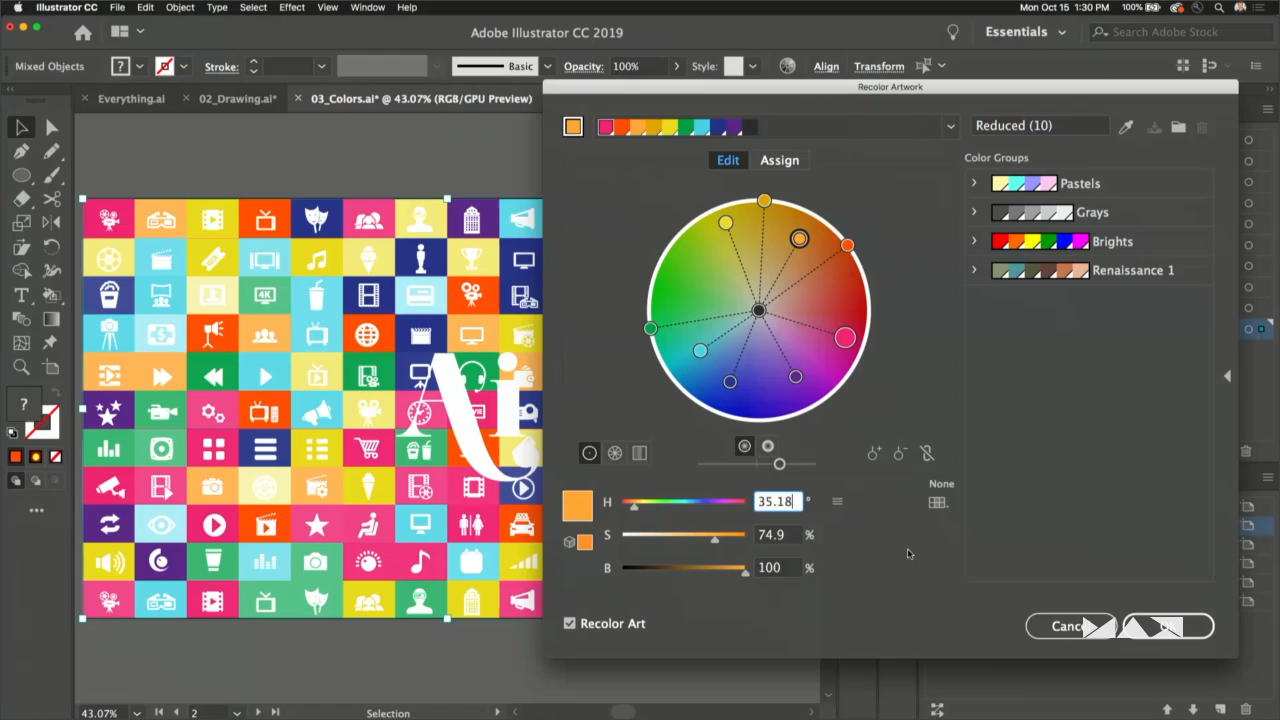 Illustrator CC File Edit Object Type Select Effect View Window Help
Mon Oct 15 1:30 PM 100%
Adobe Illustrator CC 2019
Essentials
Search Adobe Stock
Mixed Objects
?
Stroke:
Basic
Opacity: 100%
Style:
Align
Transform
Everything.ai
02_Drawing.ai*
03_Colors.ai* @ 43.07% (RGB/GPU Preview)
Recolor Artwork
Reduced (10)
Edit
Assign
Color Groups
Pastels
Grays
Brights
Renaissance 1
4K
Ai
?
None
H 35.18 °
S 74.9 %
B 100 %
Recolor Art
Cancel
43.07%
2
Selection